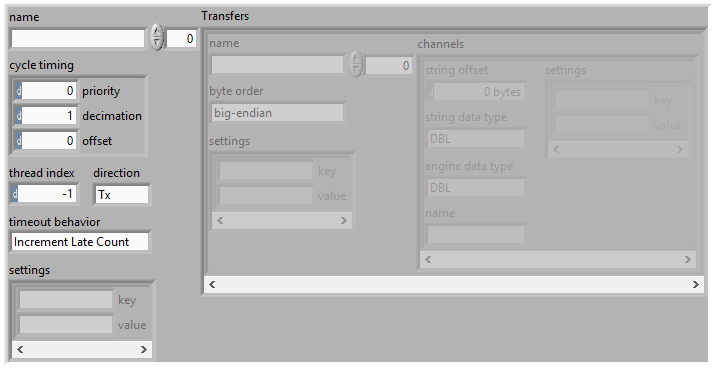 name
0
cycle timing
d 0 priority
d 1 decimation
d 0 offset
thread index
direction
d -1
Tx
timeout behavior
Increment Late Count
settings
key
value
Transfers
name
0
byte order
big-endian
settings
key
value
channels
string offset
d 0 bytes
string data type
DBL
engine data type
DBL
name
settings
key
value